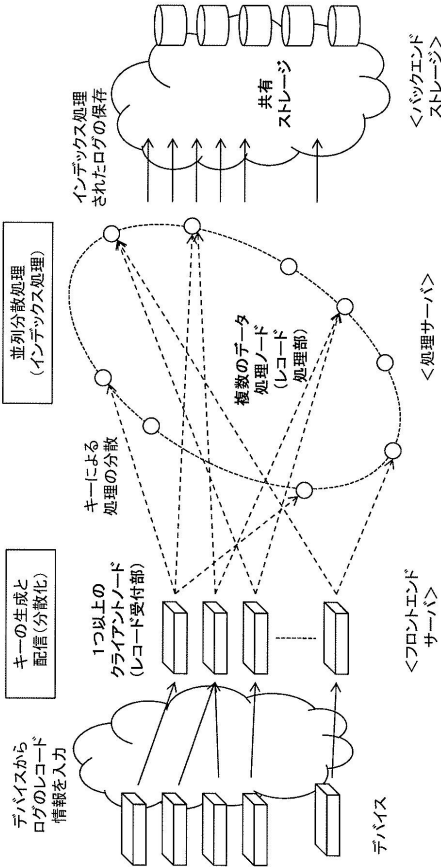 デバイスから
ログのレコード
情報を入力
デバイス
キーの生成と
配信(分散化)
1つ以上の
クライアントノード
(レコード受付部)
<フロントエンド
サーバ>
並列分散処理
(インデックス処理)
キーによる
処理の分散
複数のデータ
処理ノード
(レコード
処理部)
<処理サーバ>
インデックス処理
されたログの保存
共有
ストレージ
<バックエンド
ストレージ>